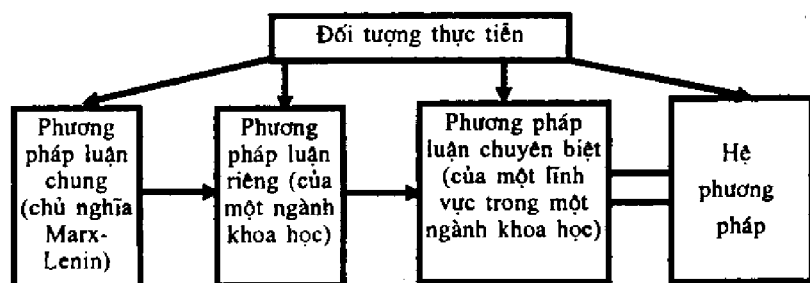 Đối tượng thực tiễn
Phương
pháp luận
chung
(chủ nghĩa
Marx-
Lenin)
Phương
pháp luận
riêng (của
một ngành
khoa học)
Phương pháp
luận chuyên biệt
(của một lĩnh
vực trong một
ngành khoa học)
Hệ
phương
pháp